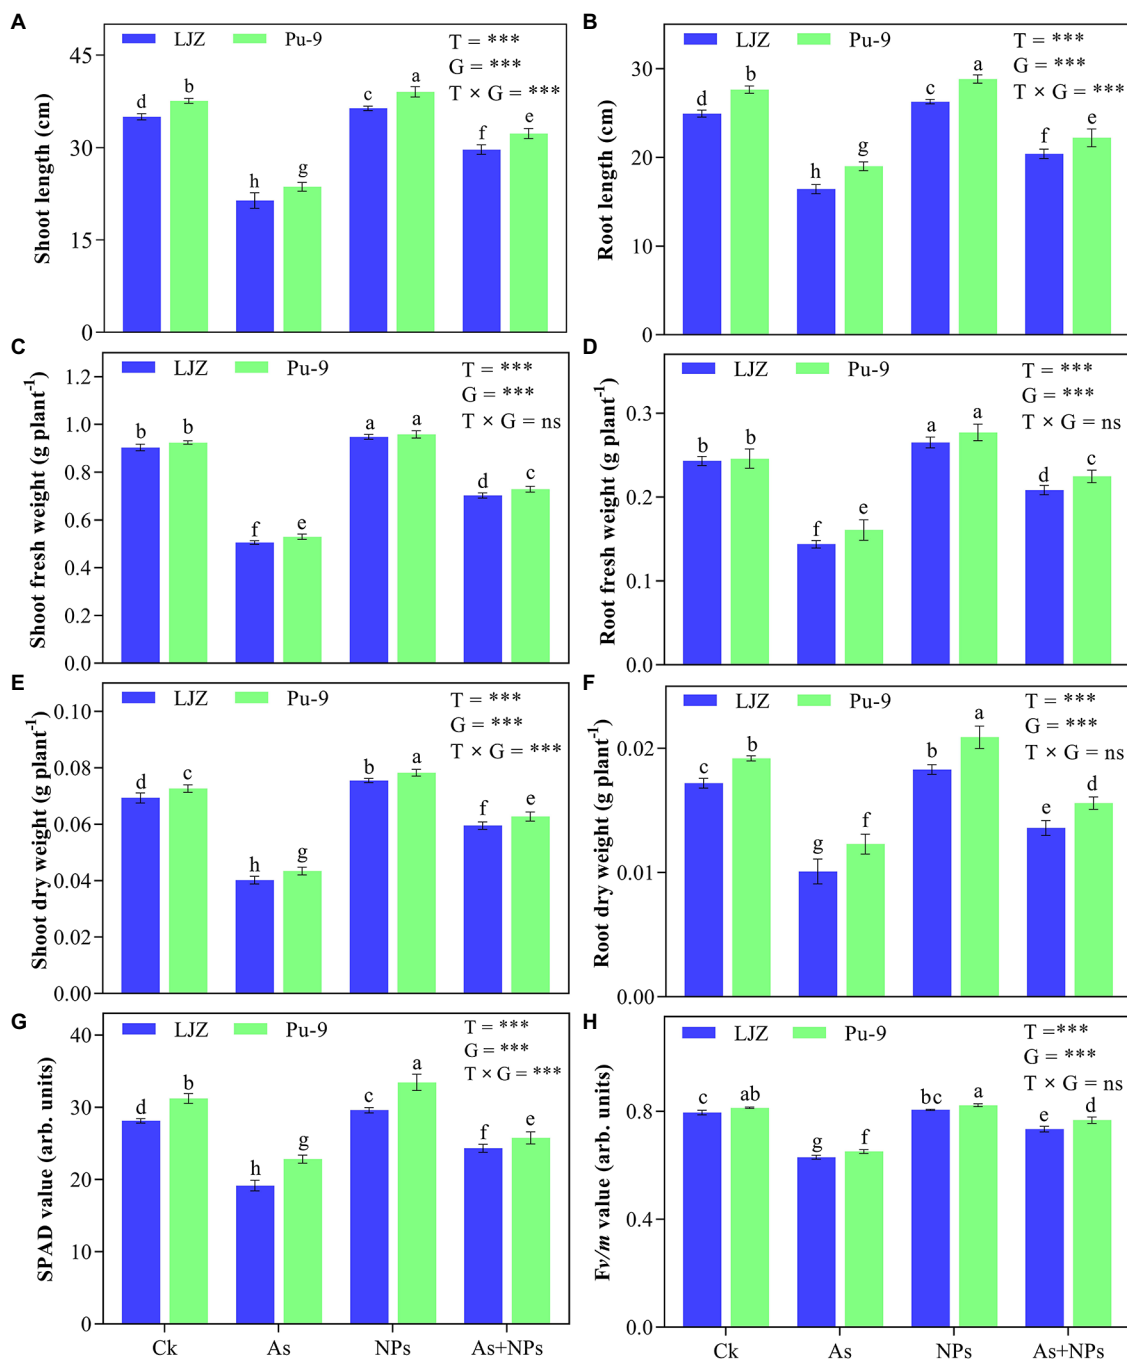 A
LJZ Pu-9
T = ***
G = ***
T × G = ***
Shoot length (cm)
45
30
15
0
d b h g c a f e
B
LJZ Pu-9
T = ***
G = ***
T × G = ***
Root length (cm)
30
20
10
0
d b h g c a f e
C
LJZ Pu-9
T = ***
G = ***
T × G = ns
Shoot fresh weight (g plant⁻¹)
1.2
1.0
0.8
0.6
0.4
0.2
0.0
b b f e a a d c
D
LJZ Pu-9
T = ***
G = ***
T × G = ns
Root fresh weight (g plant⁻¹)
0.3
0.2
0.1
0.0
b b f e a a d c
E
LJZ Pu-9
T = ***
G = ***
T × G = ***
Shoot dry weight (g plant⁻¹)
0.10
0.08
0.06
0.04
0.02
0.00
d c h g b a f e
F
LJZ Pu-9
T = ***
G = ***
T × G = ns
Root dry weight (g plant⁻¹)
0.02
0.01
0.00
c b g f b a e d
G
LJZ Pu-9
T = ***
G = ***
T × G = ***
SPAD value (arb. units)
40
30
20
10
0
d b h g c a f e
Ck As NPs As+NPs
H
LJZ Pu-9
T =***
G = ***
T × G = ns
Fv/m value (arb. units)
0.8
0.4
0.0
c ab g f bc a e d
Ck As NPs As+NPs